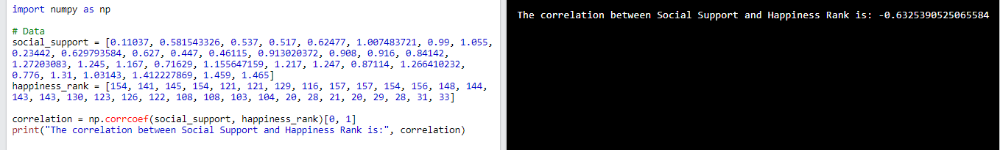 import numpy as np
# Data
social_support = [0.11037, 0.581543326, 0.537, 0.517, 0.62477, 1.007483721, 0.99, 1.055,
0.23442, 0.629793584, 0.627, 0.447, 0.46115, 0.913020372, 0.908, 0.916, 0.84142,
1.27203083, 1.245, 1.167, 0.71629, 1.155647159, 1.217, 1.247, 0.87114, 1.266410232,
0.776, 1.31, 1.03143, 1.412227869, 1.459, 1.465]
happiness_rank = [154, 141, 145, 154, 121, 121, 129, 116, 157, 157, 154, 156, 148, 144,
143, 143, 130, 123, 126, 122, 108, 108, 103, 104, 20, 28, 21, 20, 29, 28, 31, 33]
correlation = np.corrcoef(social_support, happiness_rank)[0, 1]
print("The correlation between Social Support and Happiness Rank is:", correlation)
The correlation between Social Support and Happiness Rank is: -0.6325390525065584